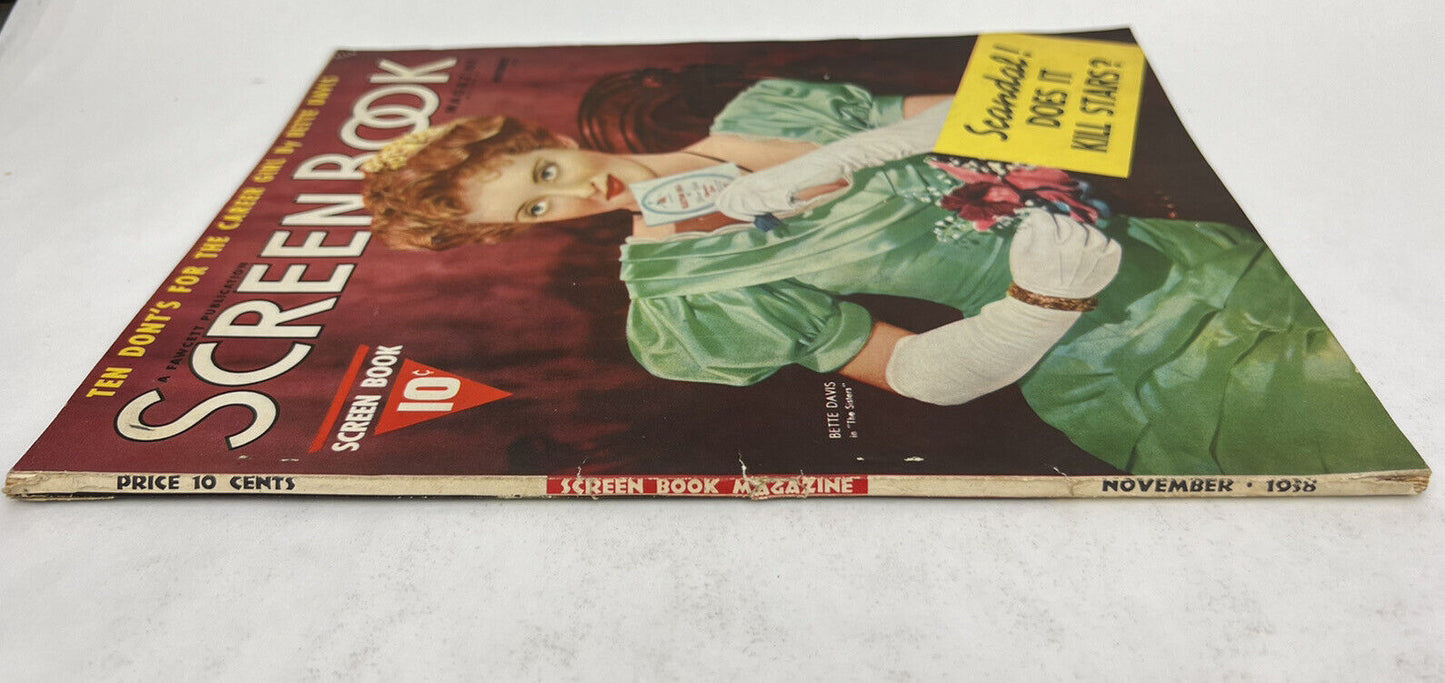 TEN DONT'S FOR THE CAREER GIRL By BETTE DAVIS
A FAWCETT PUBLICATION
SCREEN BOOK
MAGAZINE
SCREEN BOOK
10¢
Scandal!
DOES IT
KILL STARS?
BETTE DAVIS
in "The Sisters"
PRICE 10 CENTS
SCREEN BOOK MAGAZINE
NOVEMBER · 1938